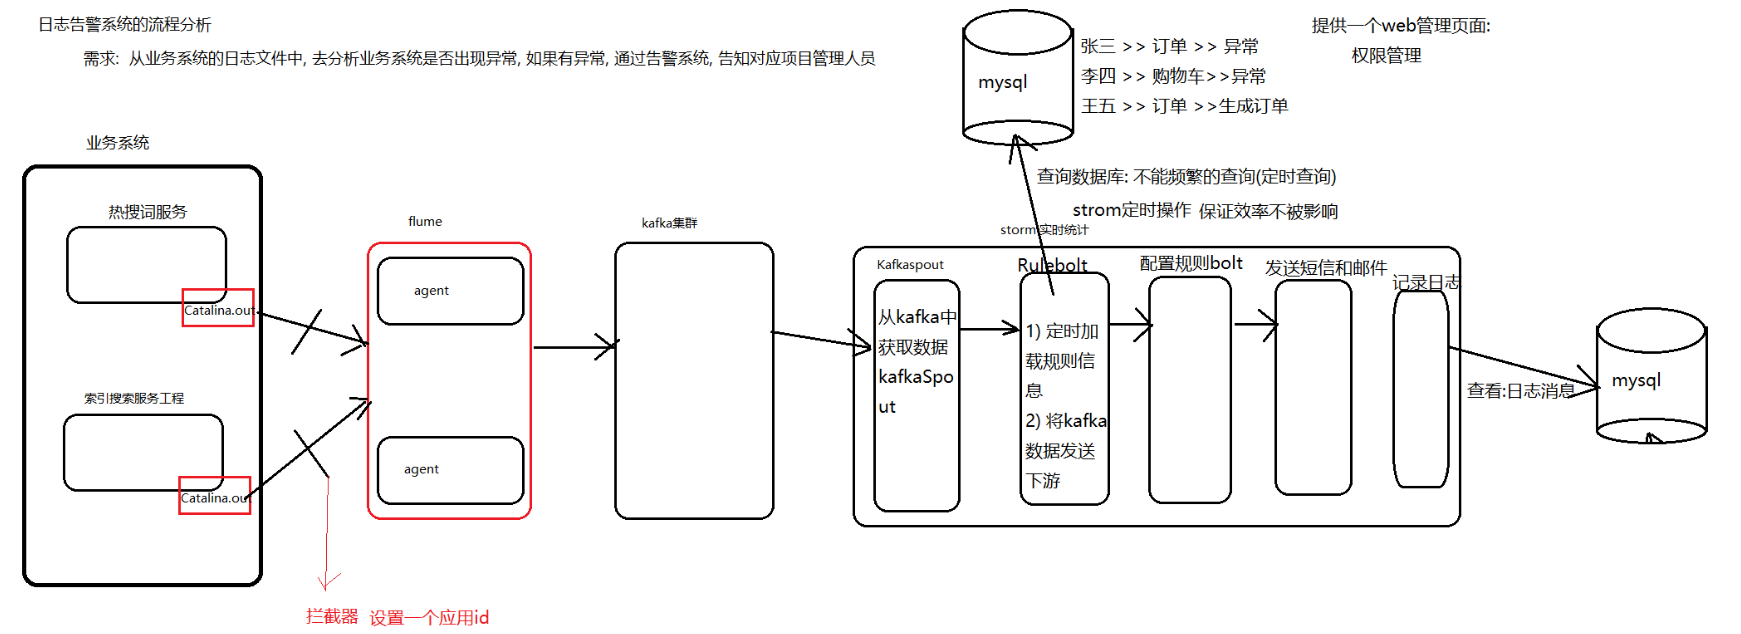 日志告警系统的流程分析
需求: 从业务系统的日志文件中, 去分析业务系统是否出现异常, 如果有异常, 通过告警系统, 告知对应项目管理人员
提供一个web管理页面:
权限管理
mysql
张三 >> 订单 >> 异常
李四 >> 购物车>>异常
王五 >> 订单 >>生成订单
查询数据库: 不能频繁的查询(定时查询)
strom定时操作 保证效率不被影响
业务系统
热搜词服务
Catalina.out
索引搜索服务工程
Catalina.out
拦截器 设置一个应用id
flume
agent
agent
kafka集群
storm实时统计
Kafkaspout
从kafka中
获取数据
kafkaSpo
ut
Rulebolt
1) 定时加
载规则信
息
2) 将kafka
数据发送
下游
配置规则bolt
发送短信和邮件
记录日志
查看:日志消息
mysql